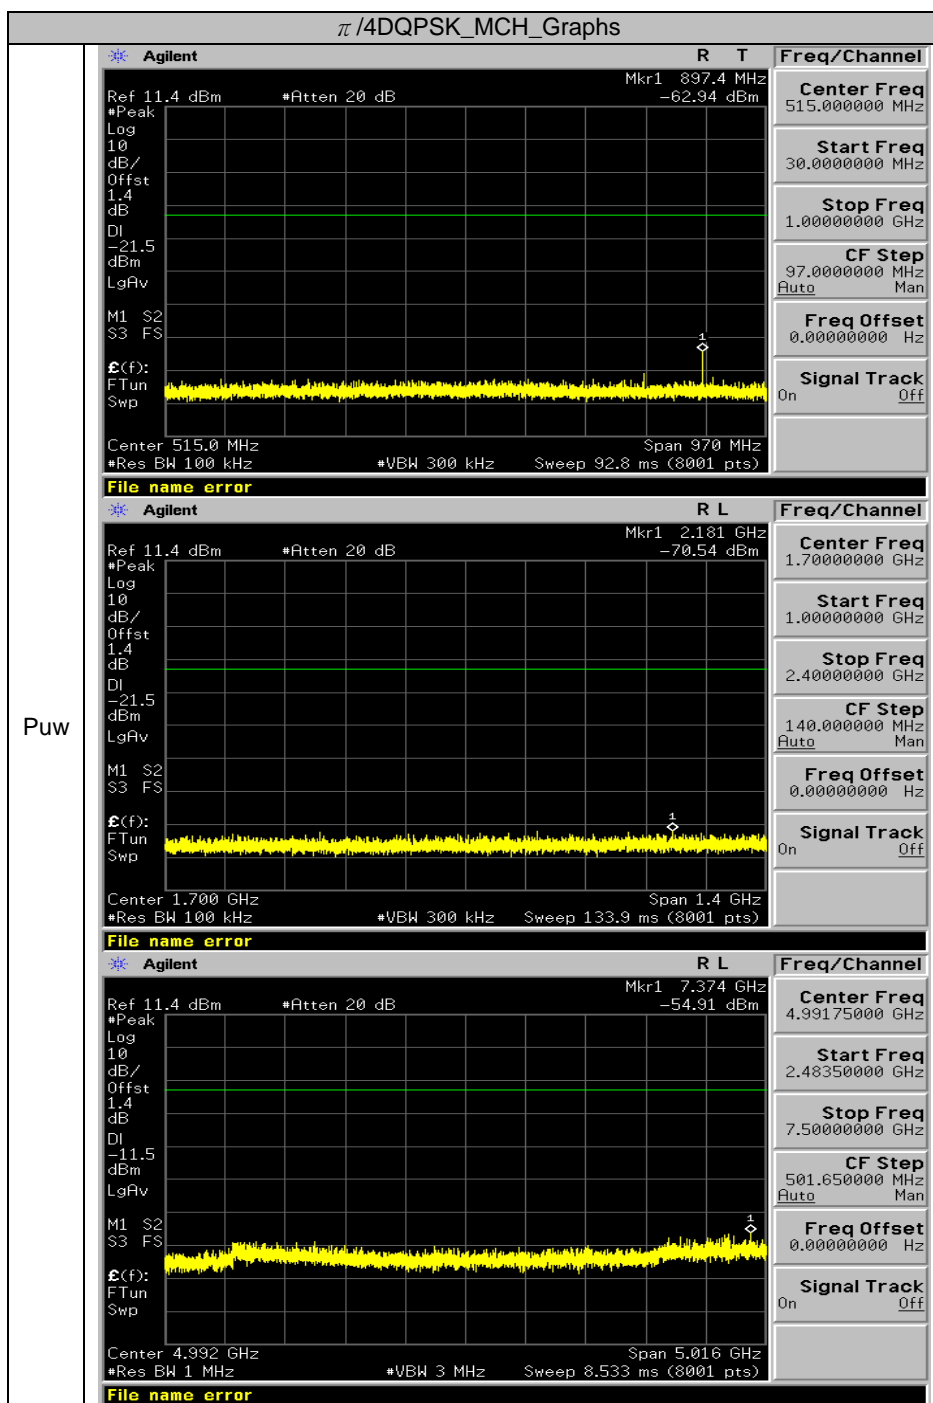 π/4DQPSK_MCH_Graphs
Puw
Agilent R T Freq/Channel
Mkr1 897.4 MHz
Ref 11.4 dBm #Atten 20 dB -62.94 dBm
#Peak
Log
10
dB/
Offst
1.4
dB
DI
-21.5
dBm
LgAv
M1 S2
S3 FS
£(f):
FTun
Swp
1
Center 515.0 MHz Span 970 MHz
#Res BW 100 kHz #VBW 300 kHz Sweep 92.8 ms (8001 pts)
File name error
Center Freq
515.000000 MHz
Start Freq
30.0000000 MHz
Stop Freq
1.00000000 GHz
CF Step
97.0000000 MHz
Auto Man
Freq Offset
0.00000000 Hz
Signal Track
On Off
Agilent R L Freq/Channel
Mkr1 2.181 GHz
Ref 11.4 dBm #Atten 20 dB -70.54 dBm
#Peak
Log
10
dB/
Offst
1.4
dB
DI
-21.5
dBm
LgAv
M1 S2
S3 FS
£(f):
FTun
Swp
1
Center 1.700 GHz Span 1.4 GHz
#Res BW 100 kHz #VBW 300 kHz Sweep 133.9 ms (8001 pts)
File name error
Center Freq
1.70000000 GHz
Start Freq
1.00000000 GHz
Stop Freq
2.40000000 GHz
CF Step
140.000000 MHz
Auto Man
Freq Offset
0.00000000 Hz
Signal Track
On Off
Agilent R L Freq/Channel
Mkr1 7.374 GHz
Ref 11.4 dBm #Atten 20 dB -54.91 dBm
#Peak
Log
10
dB/
Offst
1.4
dB
DI
-11.5
dBm
LgAv
M1 S2
S3 FS
£(f):
FTun
Swp
1
Center 4.992 GHz Span 5.016 GHz
#Res BW 1 MHz #VBW 3 MHz Sweep 8.533 ms (8001 pts)
File name error
Center Freq
4.99175000 GHz
Start Freq
2.48350000 GHz
Stop Freq
7.50000000 GHz
CF Step
501.650000 MHz
Auto Man
Freq Offset
0.00000000 Hz
Signal Track
On Off